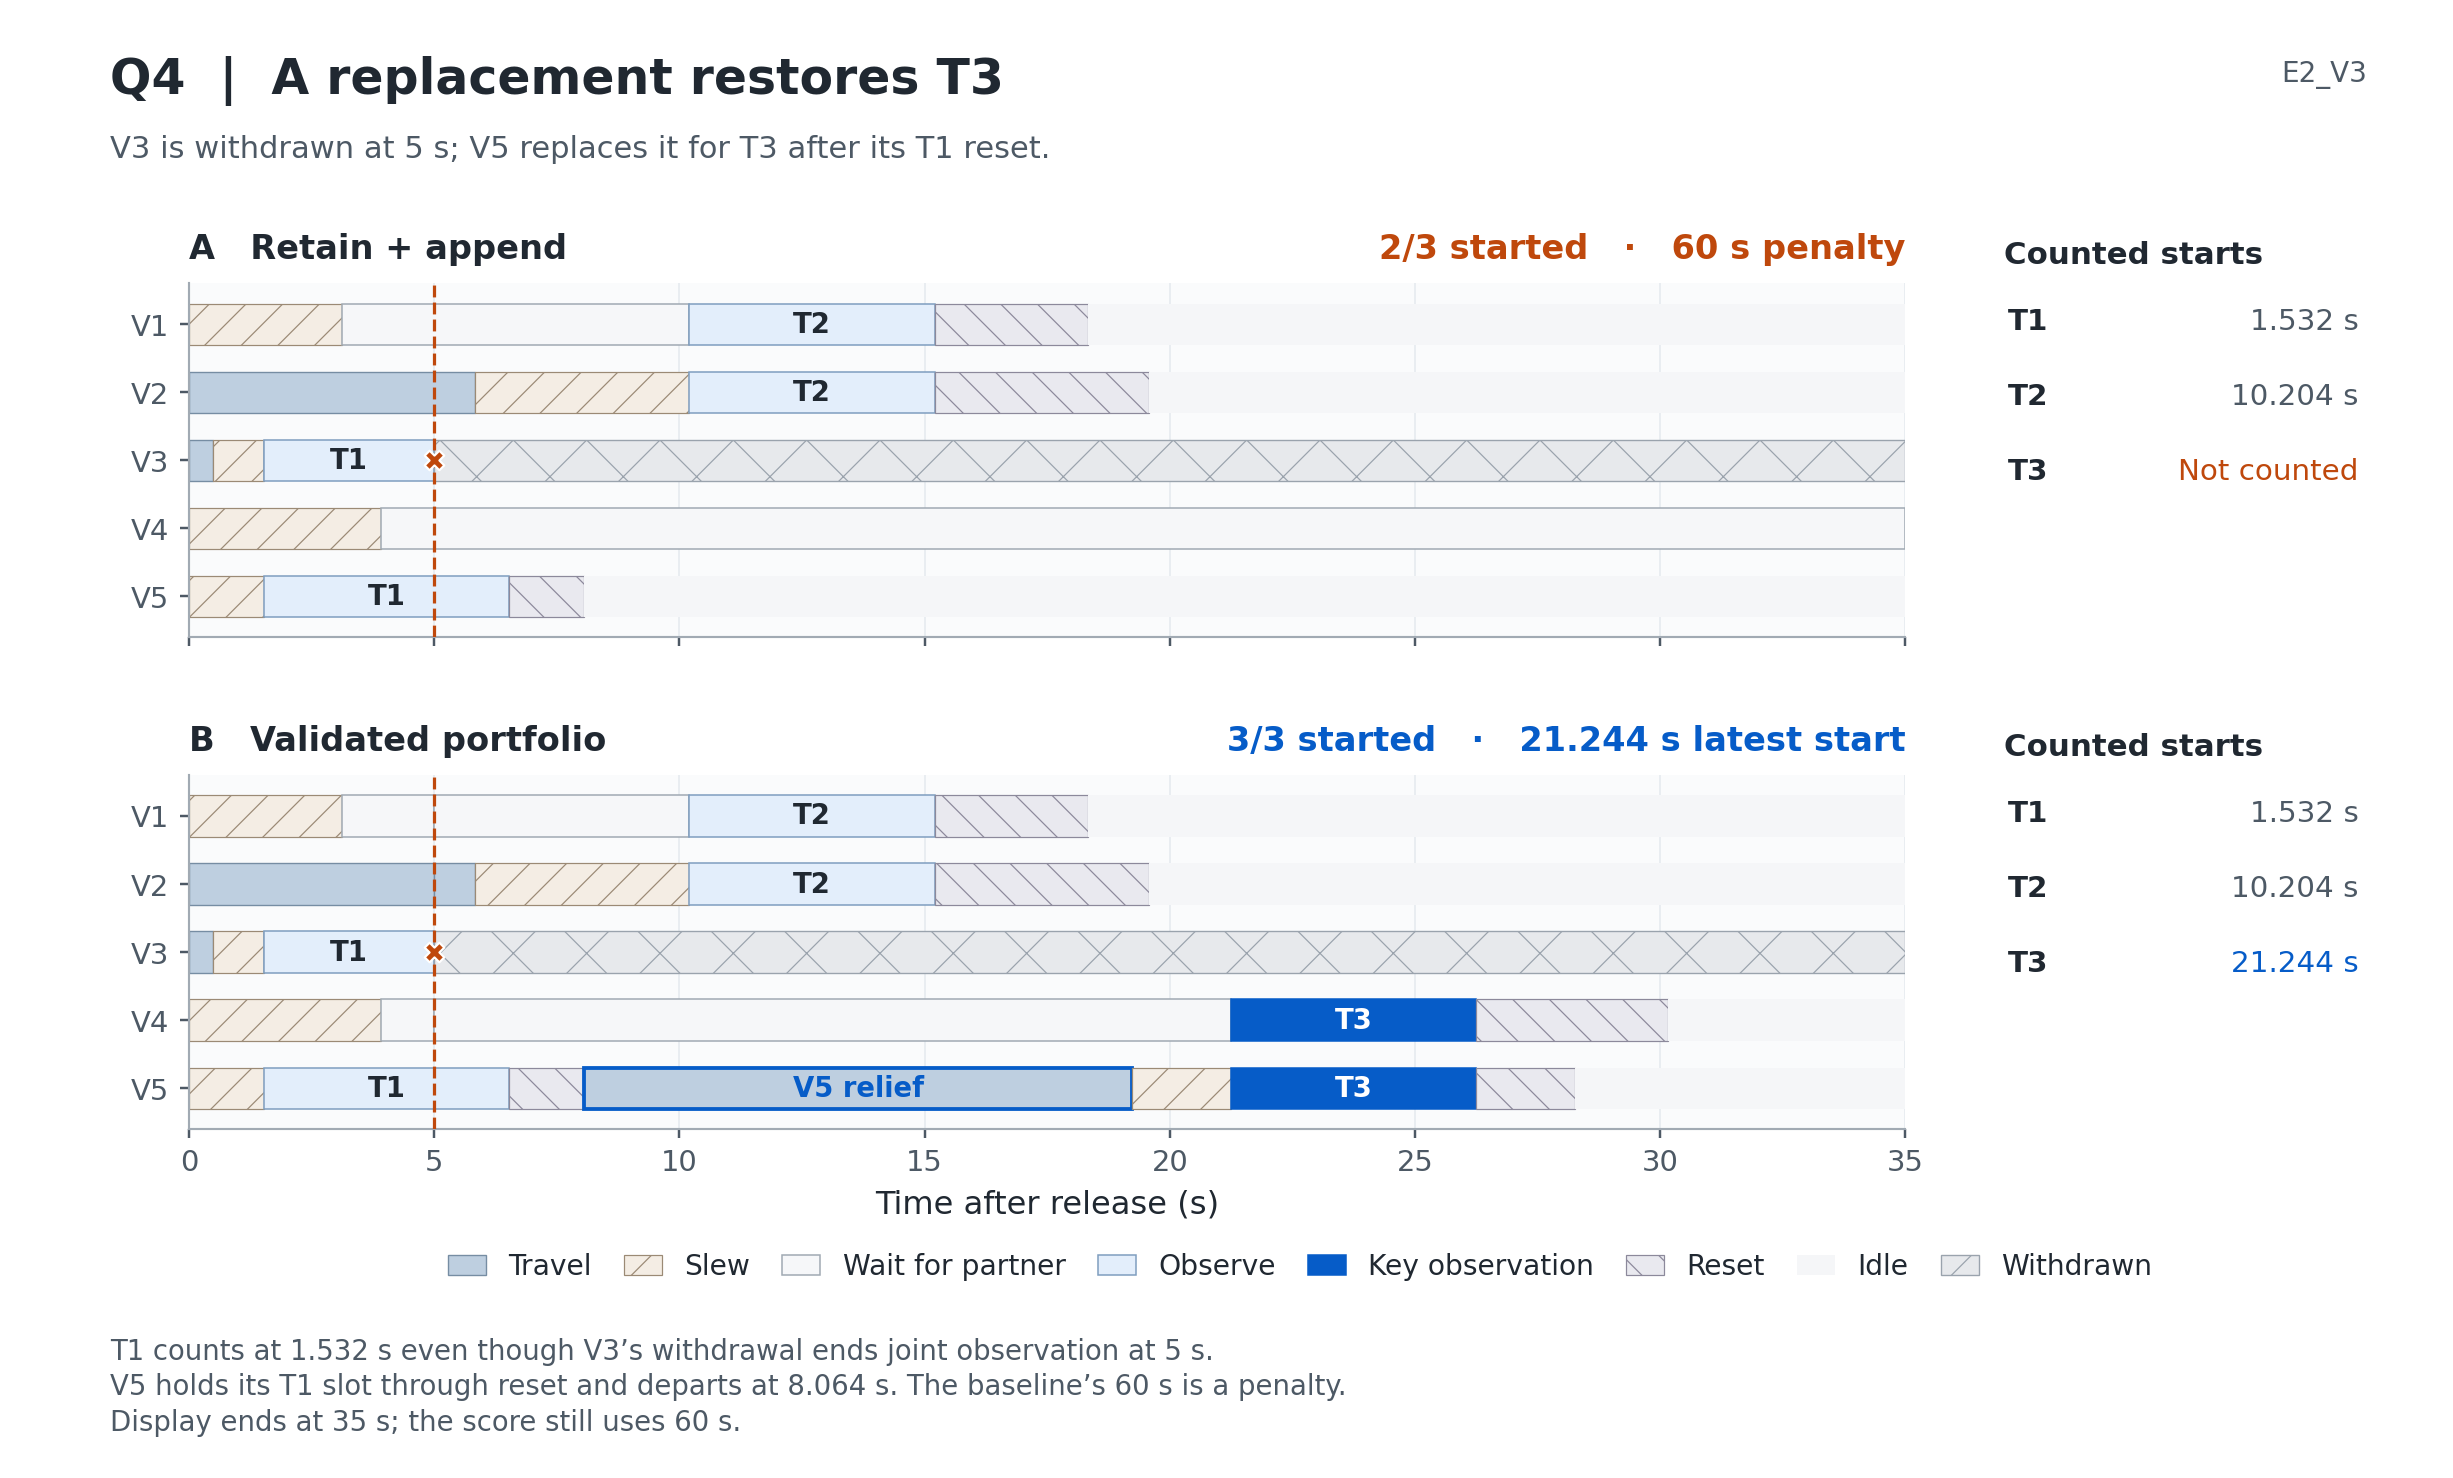 Q4 | A replacement restores T3
E2_V3
V3 is withdrawn at 5 s; V5 replaces it for T3 after its T1 reset.
A Retain + append
2/3 started · 60 s penalty
Counted starts
V1
T2
T1 1.532 s
V2
T2
T2 10.204 s
V3
T1
T3 Not counted
V4
V5
T1
B Validated portfolio
3/3 started · 21.244 s latest start
Counted starts
V1
T2
T1 1.532 s
V2
T2
T2 10.204 s
V3
T1
T3 21.244 s
V4
T3
V5
T1
V5 relief
T3
0 5 10 15 20 25 30 35
Time after release (s)
Travel Slew Wait for partner Observe Key observation Reset Idle Withdrawn
T1 counts at 1.532 s even though V3’s withdrawal ends joint observation at 5 s.
V5 holds its T1 slot through reset and departs at 8.064 s. The baseline’s 60 s is a penalty.
Display ends at 35 s; the score still uses 60 s.